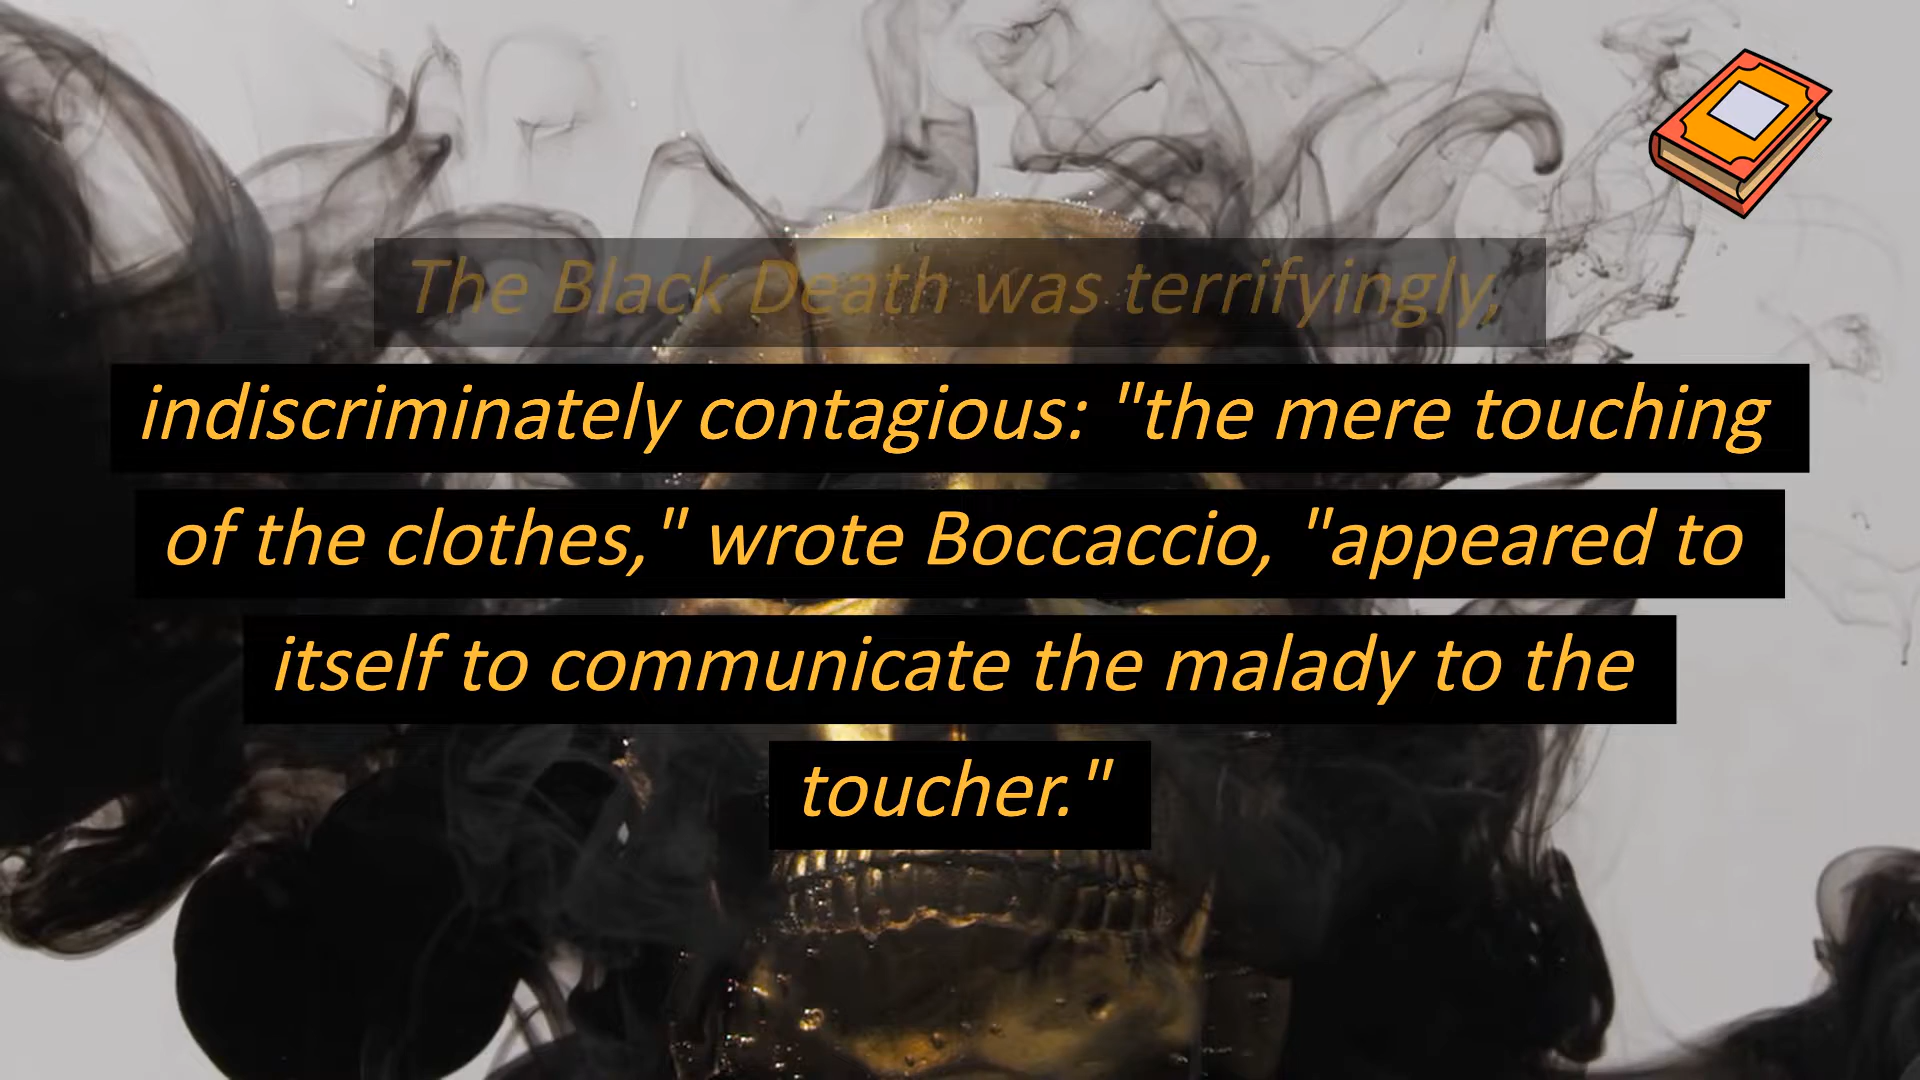 The Black Death was terrifyingly,
indiscriminately contagious: "the mere touching
of the clothes," wrote Boccaccio, "appeared to
itself to communicate the malady to the
toucher."